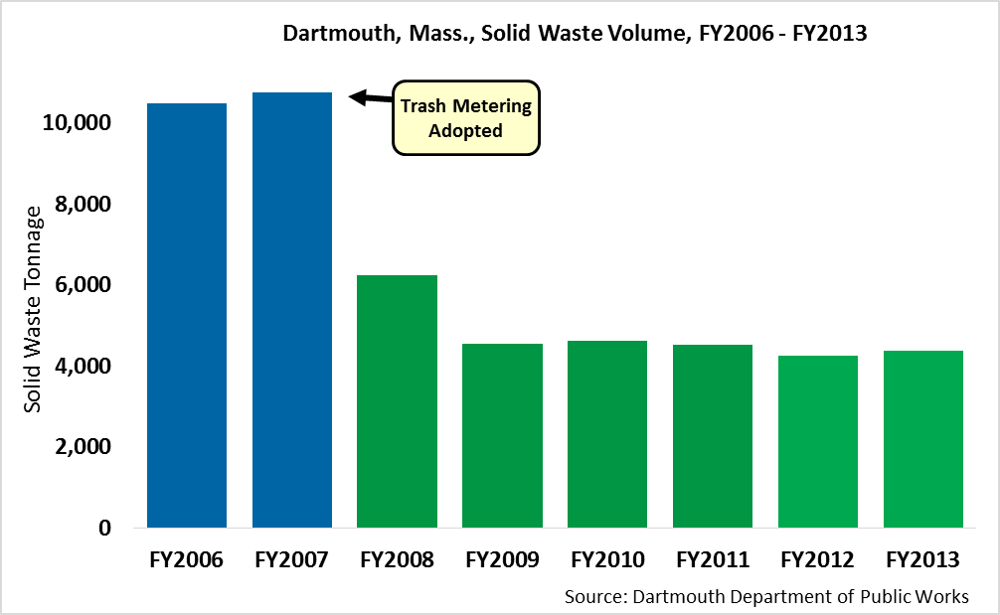 Dartmouth, Mass., Solid Waste Volume, FY2006 - FY2013
Trash Metering
Adopted
Solid Waste Tonnage
10,000
8,000
6,000
4,000
2,000
0
FY2006 FY2007 FY2008 FY2009 FY2010 FY2011 FY2012 FY2013
Source: Dartmouth Department of Public Works